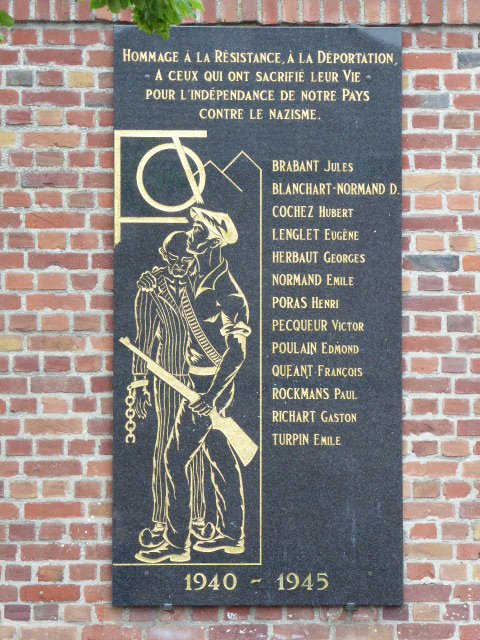 HOMMAGE À LA RÉSISTANCE, À LA DÉPORTATION,
- A CEUX QUI ONT SACRIFIÉ LEUR VIE -
POUR L'INDÉPENDANCE DE NOTRE PAYS
CONTRE LE NAZISME.
BRABANT JULES
BLANCHART-NORMAND D.
COCHEZ HUBERT
LENGLET EUGÈNE
HERBAUT GEORGES
NORMAND EMILE
PORAS HENRI
PECQUEUR VICTOR
POULAIN EDMOND
QUEANT FRANÇOIS
ROCKMANS PAUL
RICHART GASTON
TURPIN EMILE
1940 - 1945